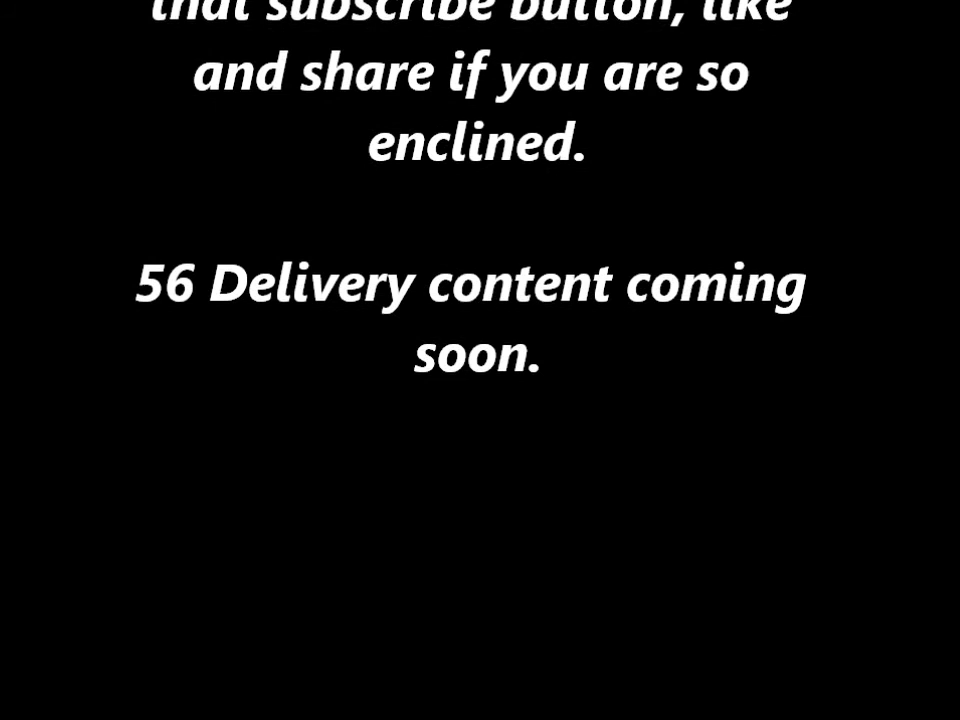 that subscribe button, like
and share if you are so
enclined.
56 Delivery content coming
soon.